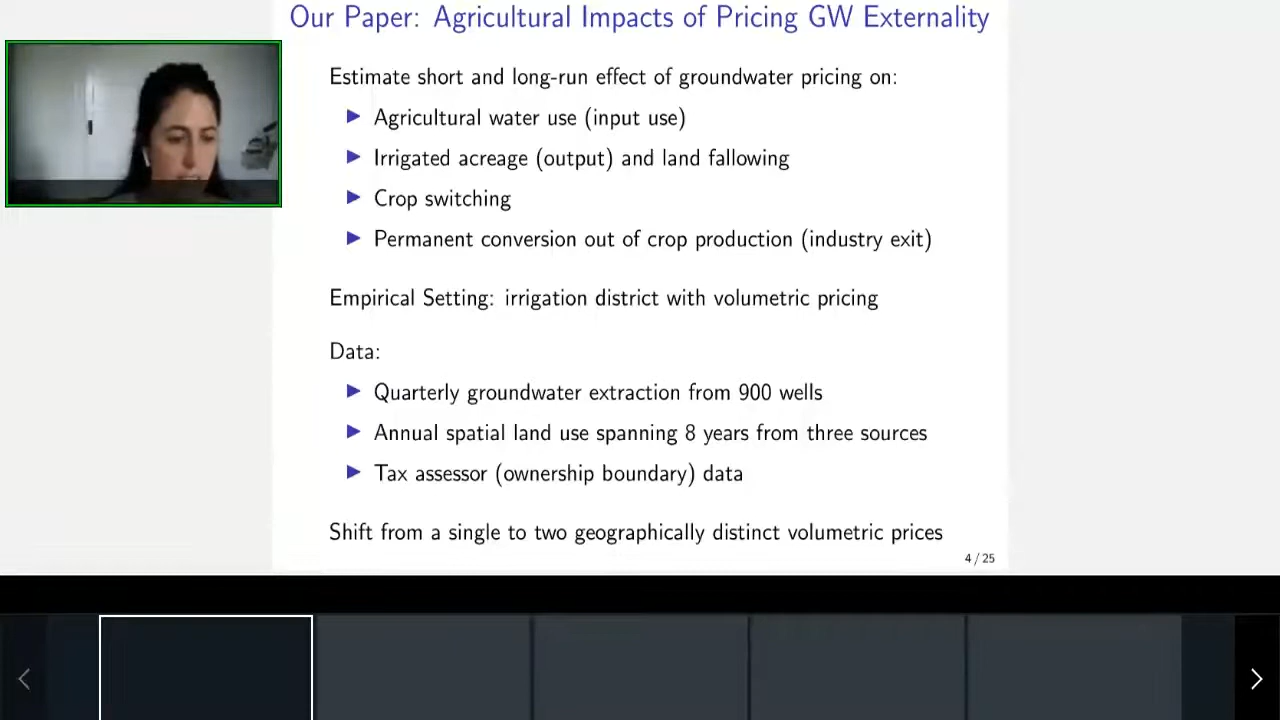 Our Paper: Agricultural Impacts of Pricing GW Externality
Estimate short and long-run effect of groundwater pricing on:
Agricultural water use (input use)
Irrigated acreage (output) and land fallowing
Crop switching
Permanent conversion out of crop production (industry exit)
Empirical Setting: irrigation district with volumetric pricing
Data:
Quarterly groundwater extraction from 900 wells
Annual spatial land use spanning 8 years from three sources
Tax assessor (ownership boundary) data
Shift from a single to two geographically distinct volumetric prices
4 / 25